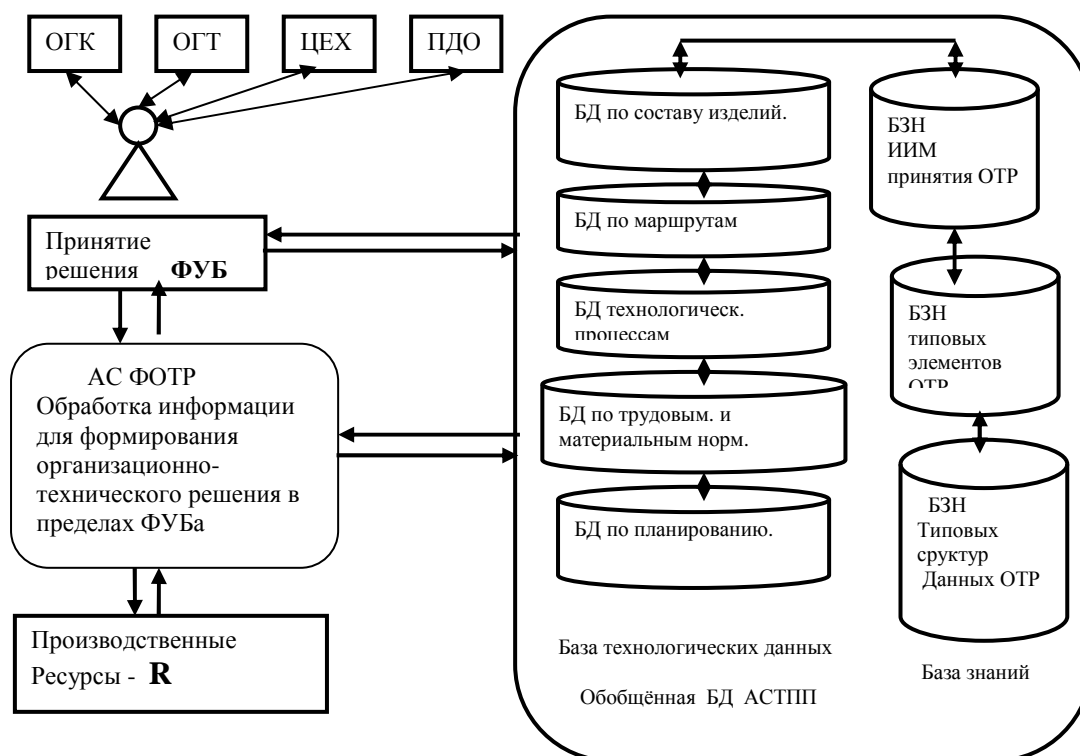 ОГК
ОГТ
ЦЕХ
ПДО
Принятие
решения ФУБ
АС ФОТР
Обработка информации
для формирования
организационно-
технического решения в
пределах ФУБа
Производственные
Ресурсы - R
БД по составу изделий.
БД по маршрутам
БД технологическ.
процессам
БД по трудовым. и
материальным норм.
БД по планированию.
База технологических данных
Обобщённая БД АСТПП
БЗН
ИИМ
принятия ОТР
БЗН
типовых
элементов
ОТР
БЗН
Типовых
сруктур
Данных ОТР
База знаний